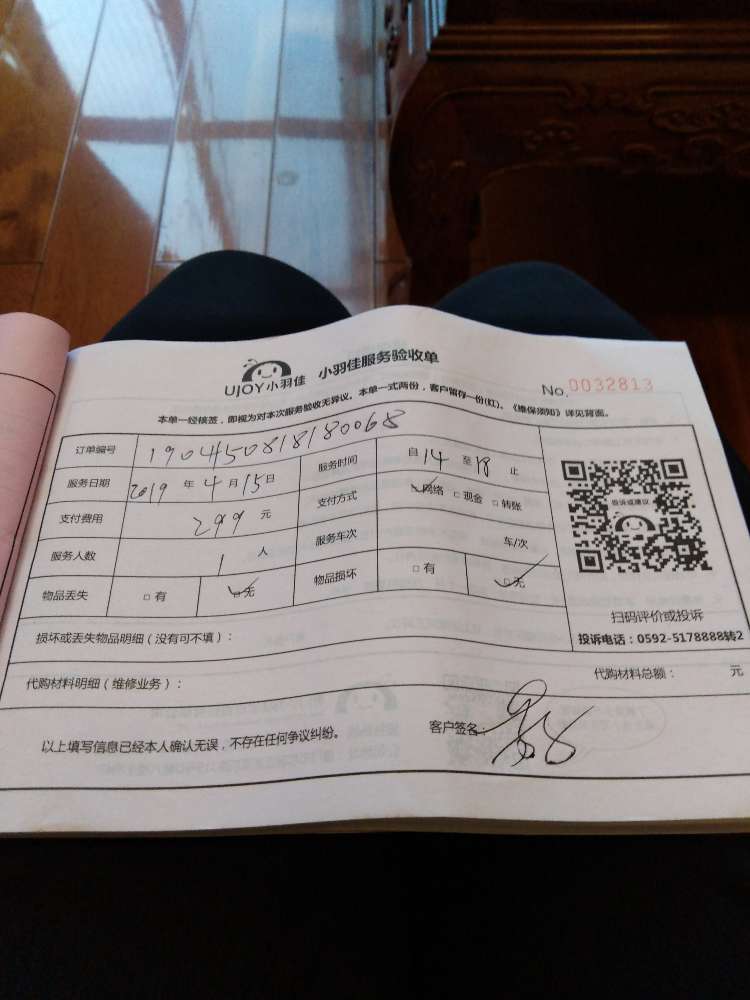 UJOY小羽佳 小羽佳服务验收单
No.0032813
本单一经核签，即视为对本次服务验收无异议。本单一式两份，客户留存一份(红)。《维保须知》详见背面。
订单编号 1904150818180068
服务日期 2019 年 4 月 15 日 服务时间 自 14 至 18 止
支付费用 299 元 支付方式 ☑网络 □现金 □转账
服务人数 1 人 服务车次 车/次
物品丢失 □有 ☑无 物品损坏 □有 ☑无
投诉或建议
扫码评价或投诉
投诉电话：0592-5178888转2
损坏或丢失物品明细（没有可不填）：
代购材料明细（维修业务）： 代购材料总额： 元
以上填写信息已经本人确认无误，不存在任何争议纠纷。 客户签名：